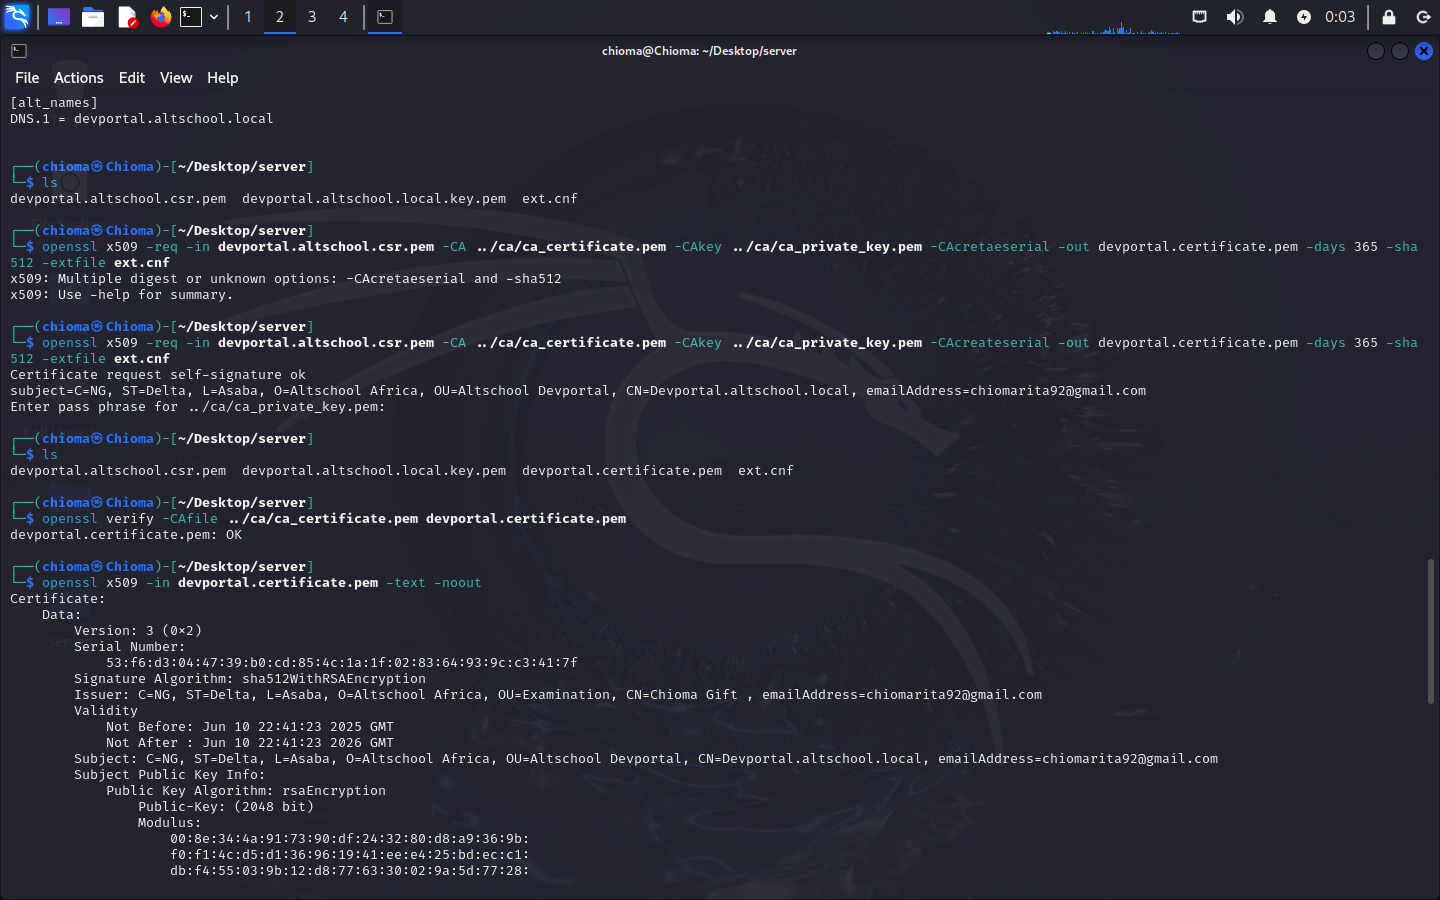 1 2 3 4 0:03
chioma@Chioma: ~/Desktop/server
File Actions Edit View Help
[alt_names]
DNS.1 = devportal.altschool.local
┌──(chioma㉿Chioma)-[~/Desktop/server]
└─$ ls
devportal.altschool.csr.pem  devportal.altschool.local.key.pem  ext.cnf
┌──(chioma㉿Chioma)-[~/Desktop/server]
└─$ openssl x509 -req -in devportal.altschool.csr.pem -CA ../ca/ca_certificate.pem -CAkey ../ca/ca_private_key.pem -CAcretaeserial -out devportal.certificate.pem -days 365 -sha
512 -extfile ext.cnf
x509: Multiple digest or unknown options: -CAcretaeserial and -sha512
x509: Use -help for summary.
┌──(chioma㉿Chioma)-[~/Desktop/server]
└─$ openssl x509 -req -in devportal.altschool.csr.pem -CA ../ca/ca_certificate.pem -CAkey ../ca/ca_private_key.pem -CAcreateserial -out devportal.certificate.pem -days 365 -sha
512 -extfile ext.cnf
Certificate request self-signature ok
subject=C=NG, ST=Delta, L=Asaba, O=Altschool Africa, OU=Altschool Devportal, CN=Devportal.altschool.local, emailAddress=chiomarita92@gmail.com
Enter pass phrase for ../ca/ca_private_key.pem:
┌──(chioma㉿Chioma)-[~/Desktop/server]
└─$ ls
devportal.altschool.csr.pem  devportal.altschool.local.key.pem  devportal.certificate.pem  ext.cnf
┌──(chioma㉿Chioma)-[~/Desktop/server]
└─$ openssl verify -CAfile ../ca/ca_certificate.pem devportal.certificate.pem
devportal.certificate.pem: OK
┌──(chioma㉿Chioma)-[~/Desktop/server]
└─$ openssl x509 -in devportal.certificate.pem -text -noout
Certificate:
    Data:
        Version: 3 (0×2)
        Serial Number:
            53:f6:d3:04:47:39:b0:cd:85:4c:1a:1f:02:83:64:93:9c:c3:41:7f
        Signature Algorithm: sha512WithRSAEncryption
        Issuer: C=NG, ST=Delta, L=Asaba, O=Altschool Africa, OU=Examination, CN=Chioma Gift , emailAddress=chiomarita92@gmail.com
        Validity
            Not Before: Jun 10 22:41:23 2025 GMT
            Not After : Jun 10 22:41:23 2026 GMT
        Subject: C=NG, ST=Delta, L=Asaba, O=Altschool Africa, OU=Altschool Devportal, CN=Devportal.altschool.local, emailAddress=chiomarita92@gmail.com
        Subject Public Key Info:
            Public Key Algorithm: rsaEncryption
                Public-Key: (2048 bit)
                Modulus:
                    00:8e:34:4a:91:73:90:df:24:32:80:d8:a9:36:9b:
                    f0:f1:4c:d5:d1:36:96:19:41:ee:e4:25:bd:ec:c1:
                    db:f4:55:03:9b:12:d8:77:63:30:02:9a:5d:77:28: